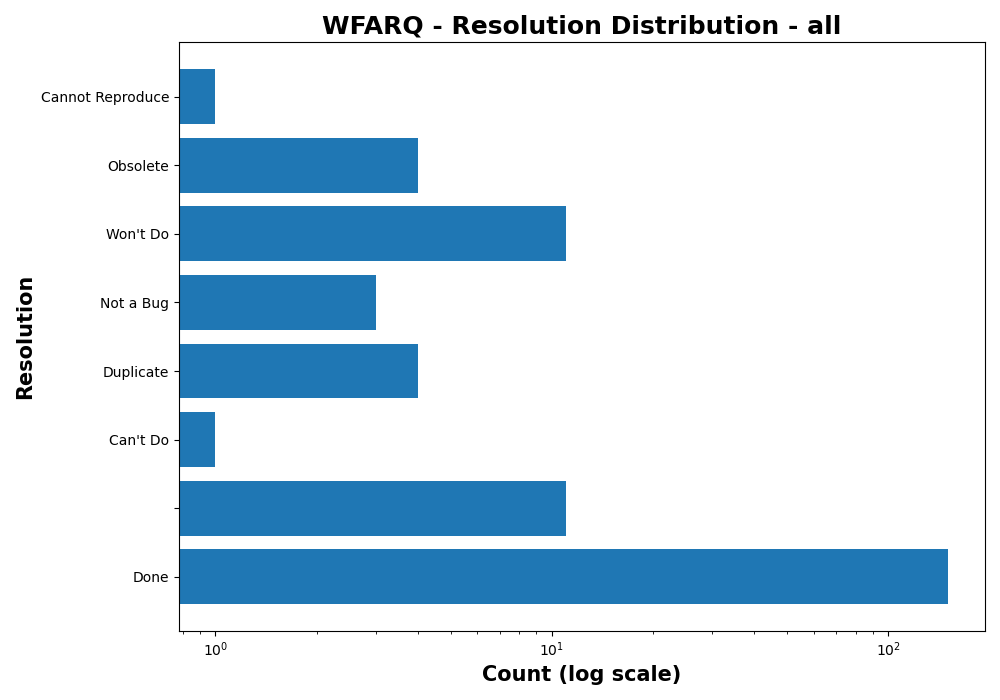 WFARQ - Resolution Distribution - all
Cannot Reproduce
Obsolete
Won't Do
Not a Bug
Duplicate
Can't Do
Done
Resolution
10⁰ 10¹ 10²
Count (log scale)